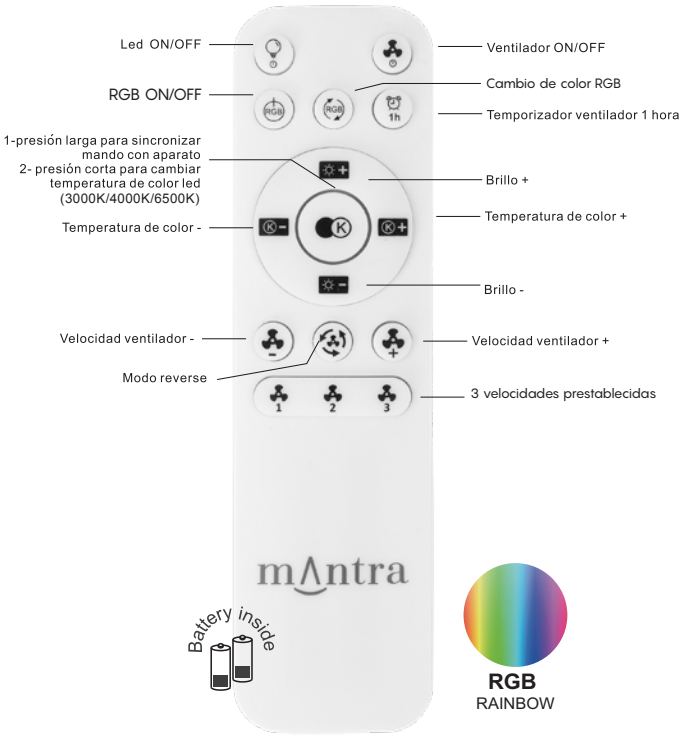 Led ON/OFF
Ventilador ON/OFF
RGB ON/OFF
Cambio de color RGB
RGB
RGB
1h
Temporizador ventilador 1 hora
1-presión larga para sincronizar
mando con aparato
2- presión corta para cambiar
temperatura de color led
(3000K/4000K/6500K)
+
Brillo +
Temperatura de color -
K -
K
K +
Temperatura de color +
-
Brillo -
Velocidad ventilador -
-
+
Velocidad ventilador +
Modo reverse
1
2
3
3 velocidades prestablecidas
mantra
Battery inside
RGB
RAINBOW